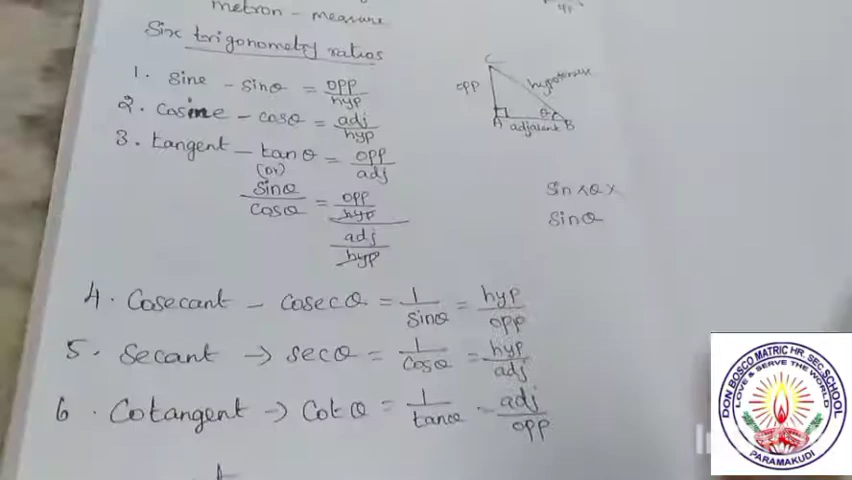 metron - measure
Six trigonometry ratios
1. Sine - sinθ = opp/hyp
2. Cosine - cosθ = adj/hyp
3. tangent - tanθ = opp/adj
(or)
sinθ/cosθ = opp/hyp / adj/hyp
C
opp
hypotenuse
A
θ
B
adjacent
Sin × θ ×
sinθ
4. Cosecant - cosecθ = 1/sinθ = hyp/opp
5. Secant → secθ = 1/cosθ = hyp/adj
6. Cotangent → Cotθ = 1/tanθ = adj/opp
DON BOSCO MATRIC HR. SEC. SCHOOL
LOVE & SERVE THE WORLD
PARAMAKUDI